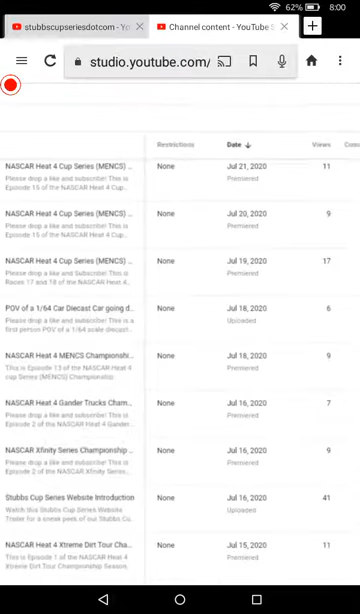 62% 8:00
stubbscupseriesdotcom - Yo
Channel content - YouTube S
studio.youtube.com/
Restrictions Date Views Com
NASCAR Heat 4 Cup Series (MENCS) ... None Jul 21, 2020 11
Please drop a like and subscribe! This is Premiered
Episode 15 of the NASCAR Heat 4 Cup...
NASCAR Heat 4 Cup Series (MENCS) ... None Jul 20, 2020 9
Please drop a like and subscribe! This is Premiered
Episode 15 of the NASCAR Heat 4 Cup...
NASCAR Heat 4 Cup Series (MENCS) ... None Jul 19, 2020 17
Please drop a like and subscribe! This is Premiered
Races 17 and 18 of the NASCAR Heat 4...
POV of a 1/64 Car Diecast Car going d... None Jul 18, 2020 6
Please drop a like and subscribe! This is a Uploaded
first person POV of a 1/64 scale diecast...
NASCAR Heat 4 MENCS Championshi... None Jul 18, 2020 9
This is Episode 13 of the NASCAR Heat 4 Premiered
cup Series (MENCS) Championship
NASCAR Heat 4 Gander Trucks Cham... None Jul 16, 2020 7
Please drop a like and subscribe! This is Premiered
Episode 2 of the NASCAR Heat 4 Gander...
NASCAR Xfinity Series Championship ... None Jul 16, 2020 9
Please drop a like and subscribe! This is Premiered
Episode 2 of the NASCAR Xfinity Series...
Stubbs Cup Series Website Introduction None Jul 16, 2020 41
Watch this Stubbs Cup Series Website Uploaded
Trailer for a sneak peek of our Stubbs Cu...
NASCAR Heat 4 Xtreme Dirt Tour Cha... None Jul 15, 2020 11
This is Episode 1 of the NASCAR Heat 4 Premiered
Xtreme Dirt Tour Championship Season.